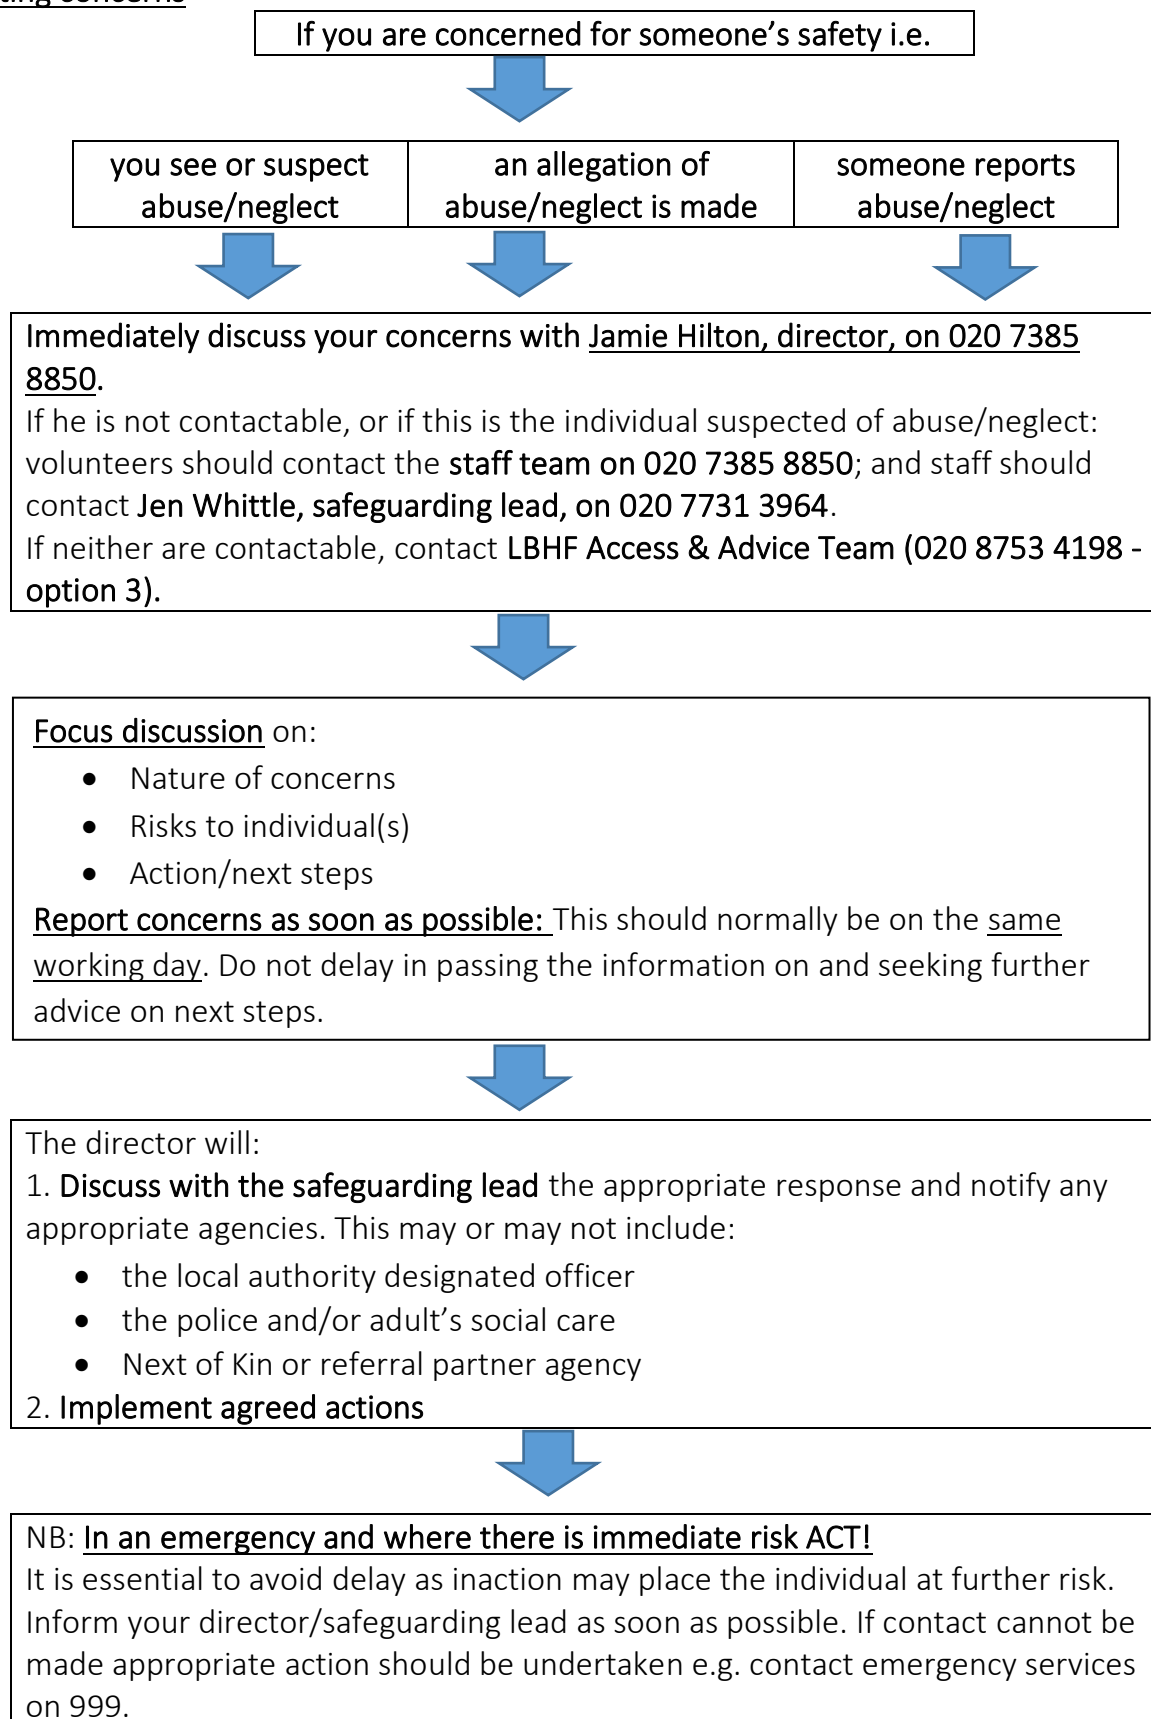 ting concerns
If you are concerned for someone's safety i.e.
you see or suspect
abuse/neglect
an allegation of
abuse/neglect is made
someone reports
abuse/neglect
Immediately discuss your concerns with Jamie Hilton, director, on 020 7385
8850.
If he is not contactable, or if this is the individual suspected of abuse/neglect:
volunteers should contact the staff team on 020 7385 8850; and staff should
contact Jen Whittle, safeguarding lead, on 020 7731 3964.
If neither are contactable, contact LBHF Access & Advice Team (020 8753 4198 -
option 3).
Focus discussion on:
• Nature of concerns
• Risks to individual(s)
• Action/next steps
Report concerns as soon as possible: This should normally be on the same
working day. Do not delay in passing the information on and seeking further
advice on next steps.
The director will:
1. Discuss with the safeguarding lead the appropriate response and notify any
appropriate agencies. This may or may not include:
• the local authority designated officer
• the police and/or adult's social care
• Next of Kin or referral partner agency
2. Implement agreed actions
NB: In an emergency and where there is immediate risk ACT!
It is essential to avoid delay as inaction may place the individual at further risk.
Inform your director/safeguarding lead as soon as possible. If contact cannot be
made appropriate action should be undertaken e.g. contact emergency services
on 999.